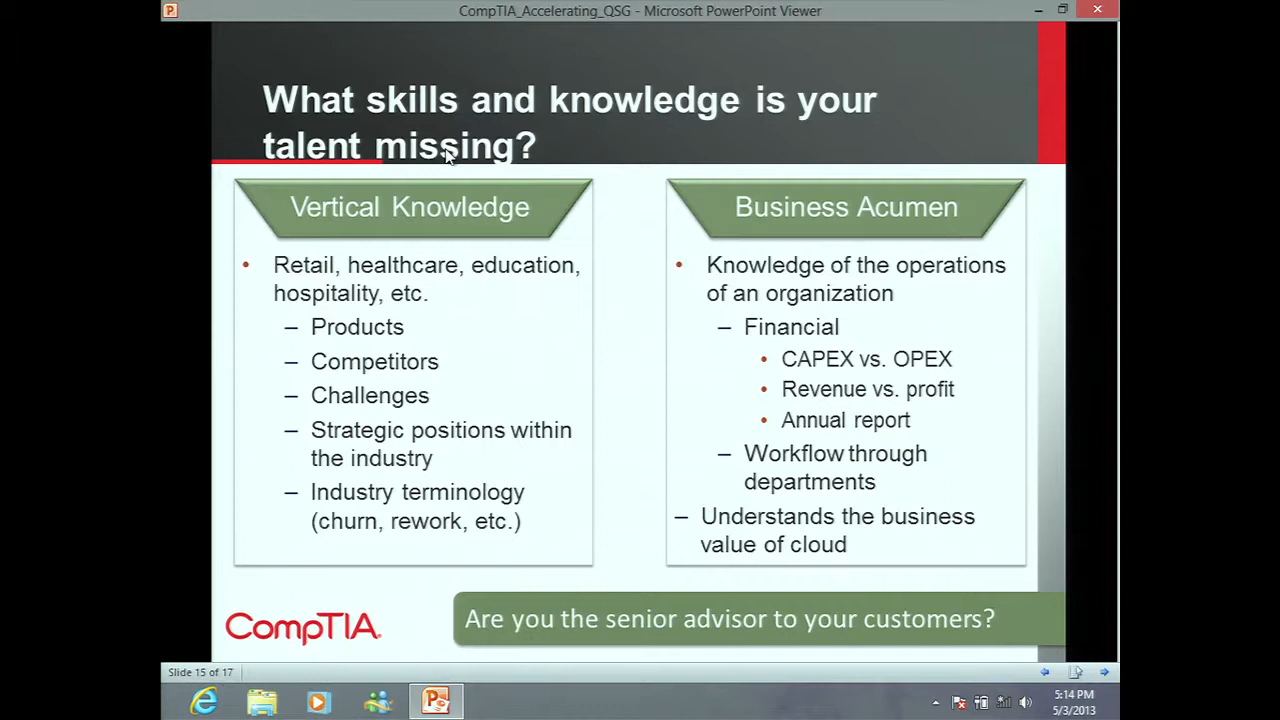 CompTIA_Accelerating_QSG - Microsoft PowerPoint Viewer
What skills and knowledge is your
talent missing?
Vertical Knowledge
• Retail, healthcare, education,
hospitality, etc.
– Products
– Competitors
– Challenges
– Strategic positions within
the industry
– Industry terminology
(churn, rework, etc.)
Business Acumen
• Knowledge of the operations
of an organization
– Financial
• CAPEX vs. OPEX
• Revenue vs. profit
• Annual report
– Workflow through
departments
– Understands the business
value of cloud
CompTIA.
Are you the senior advisor to your customers?
Slide 15 of 17
5:14 PM
5/3/2013